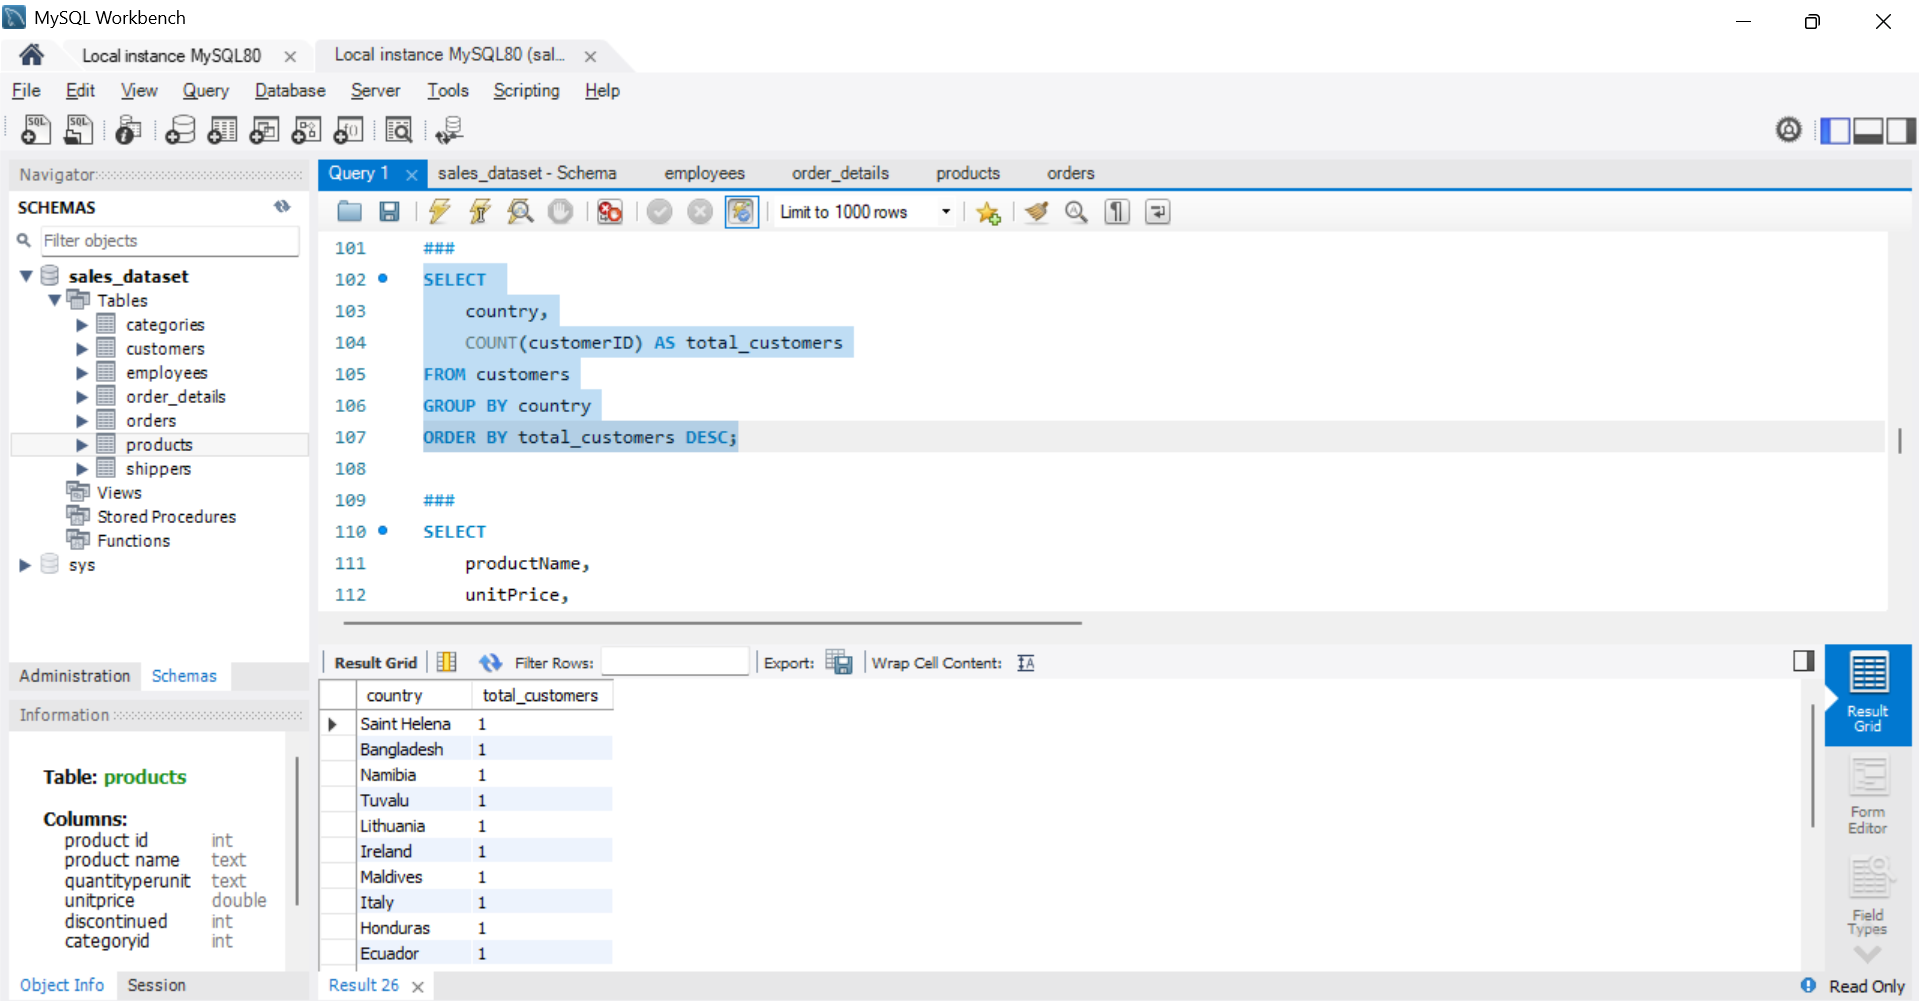 MySQL Workbench
Local instance MySQL80
Local instance MySQL80 (sal...
File Edit View Query Database Server Tools Scripting Help
Navigator
SCHEMAS
Filter objects
sales_dataset
Tables
categories
customers
employees
order_details
orders
products
shippers
Views
Stored Procedures
Functions
sys
Administration Schemas
Information
Table: products
Columns:
product id int
product name text
quantityperunit text
unitprice double
discontinued int
categoryid int
Object Info Session
Query 1 sales_dataset - Schema employees order_details products orders
Limit to 1000 rows
101 ###
102 SELECT
103 country,
104 COUNT(customerID) AS total_customers
105 FROM customers
106 GROUP BY country
107 ORDER BY total_customers DESC;
108
109 ###
110 SELECT
111 productName,
112 unitPrice,
Result Grid Filter Rows: Export: Wrap Cell Content: IA
country total_customers
Saint Helena 1
Bangladesh 1
Namibia 1
Tuvalu 1
Lithuania 1
Ireland 1
Maldives 1
Italy 1
Honduras 1
Ecuador 1
Result
Grid
Form
Editor
Field
Types
Result 26
Read Only